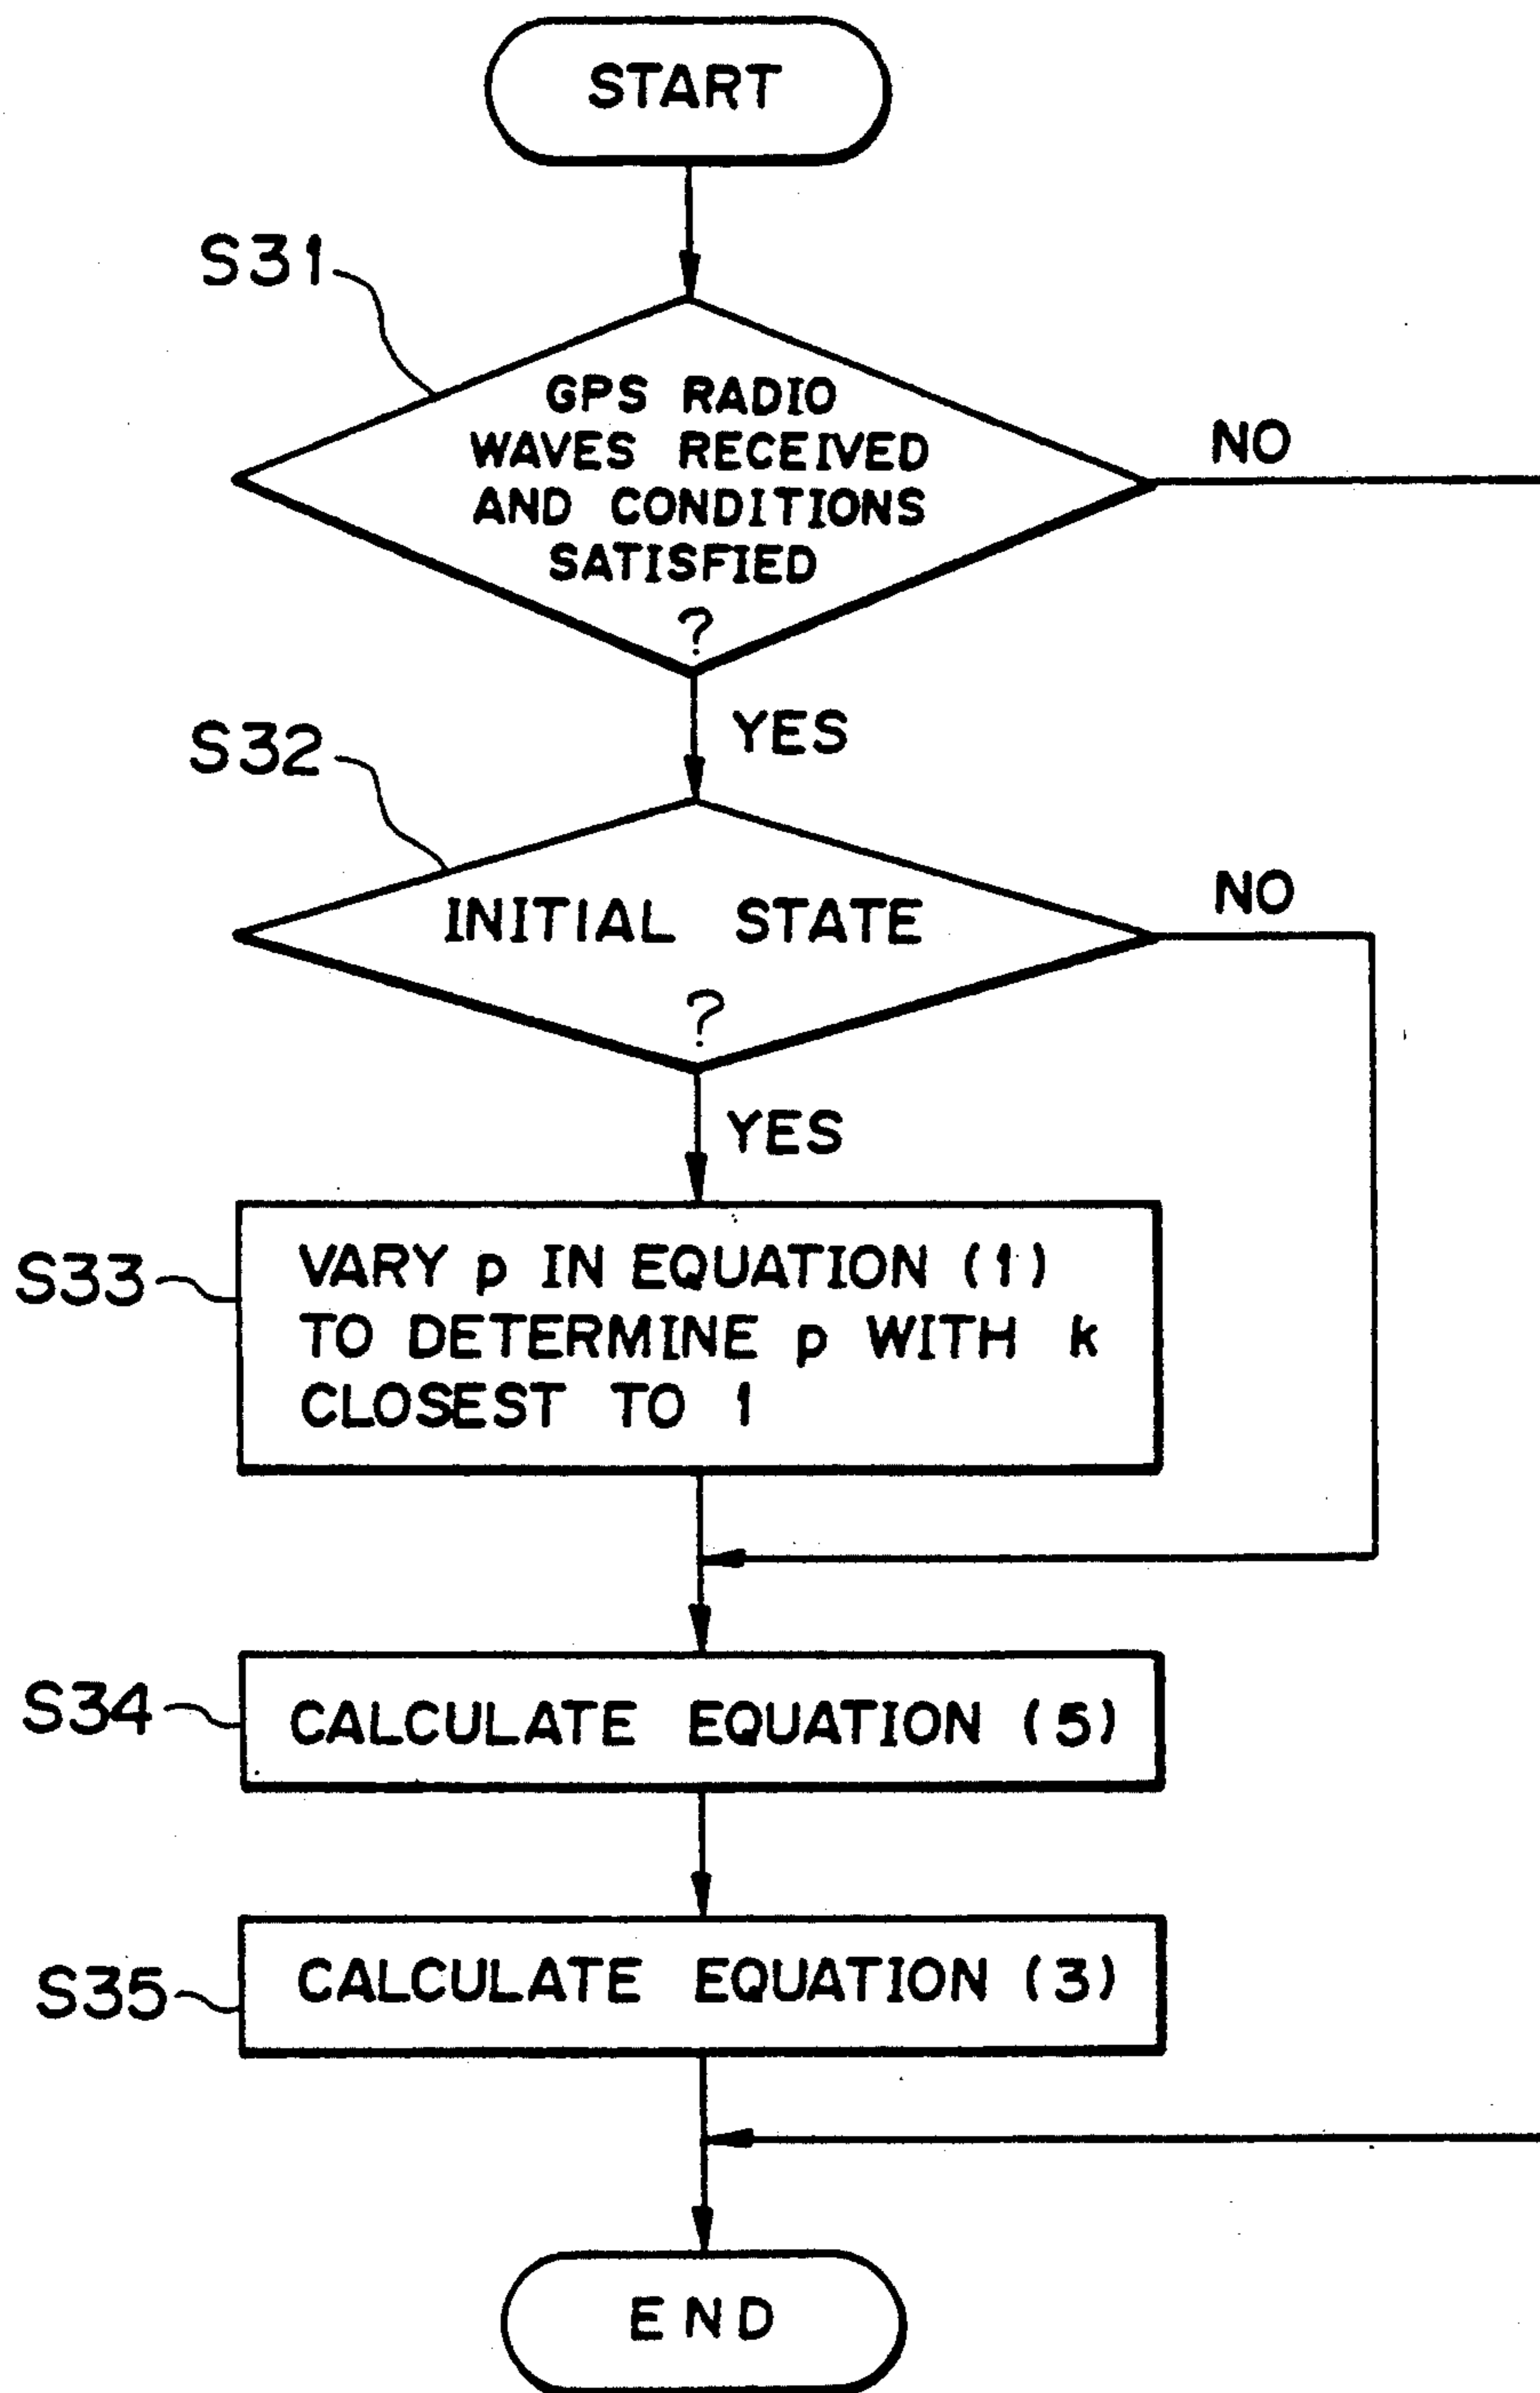 START
S31
GPS RADIO
WAVES RECEIVED
AND CONDITIONS
SATISFIED
?
NO
YES
S32
INITIAL STATE
?
NO
YES
S33
VARY p IN EQUATION (1)
TO DETERMINE p WITH k
CLOSEST TO 1
S34
CALCULATE EQUATION (5)
S35
CALCULATE EQUATION (3)
END